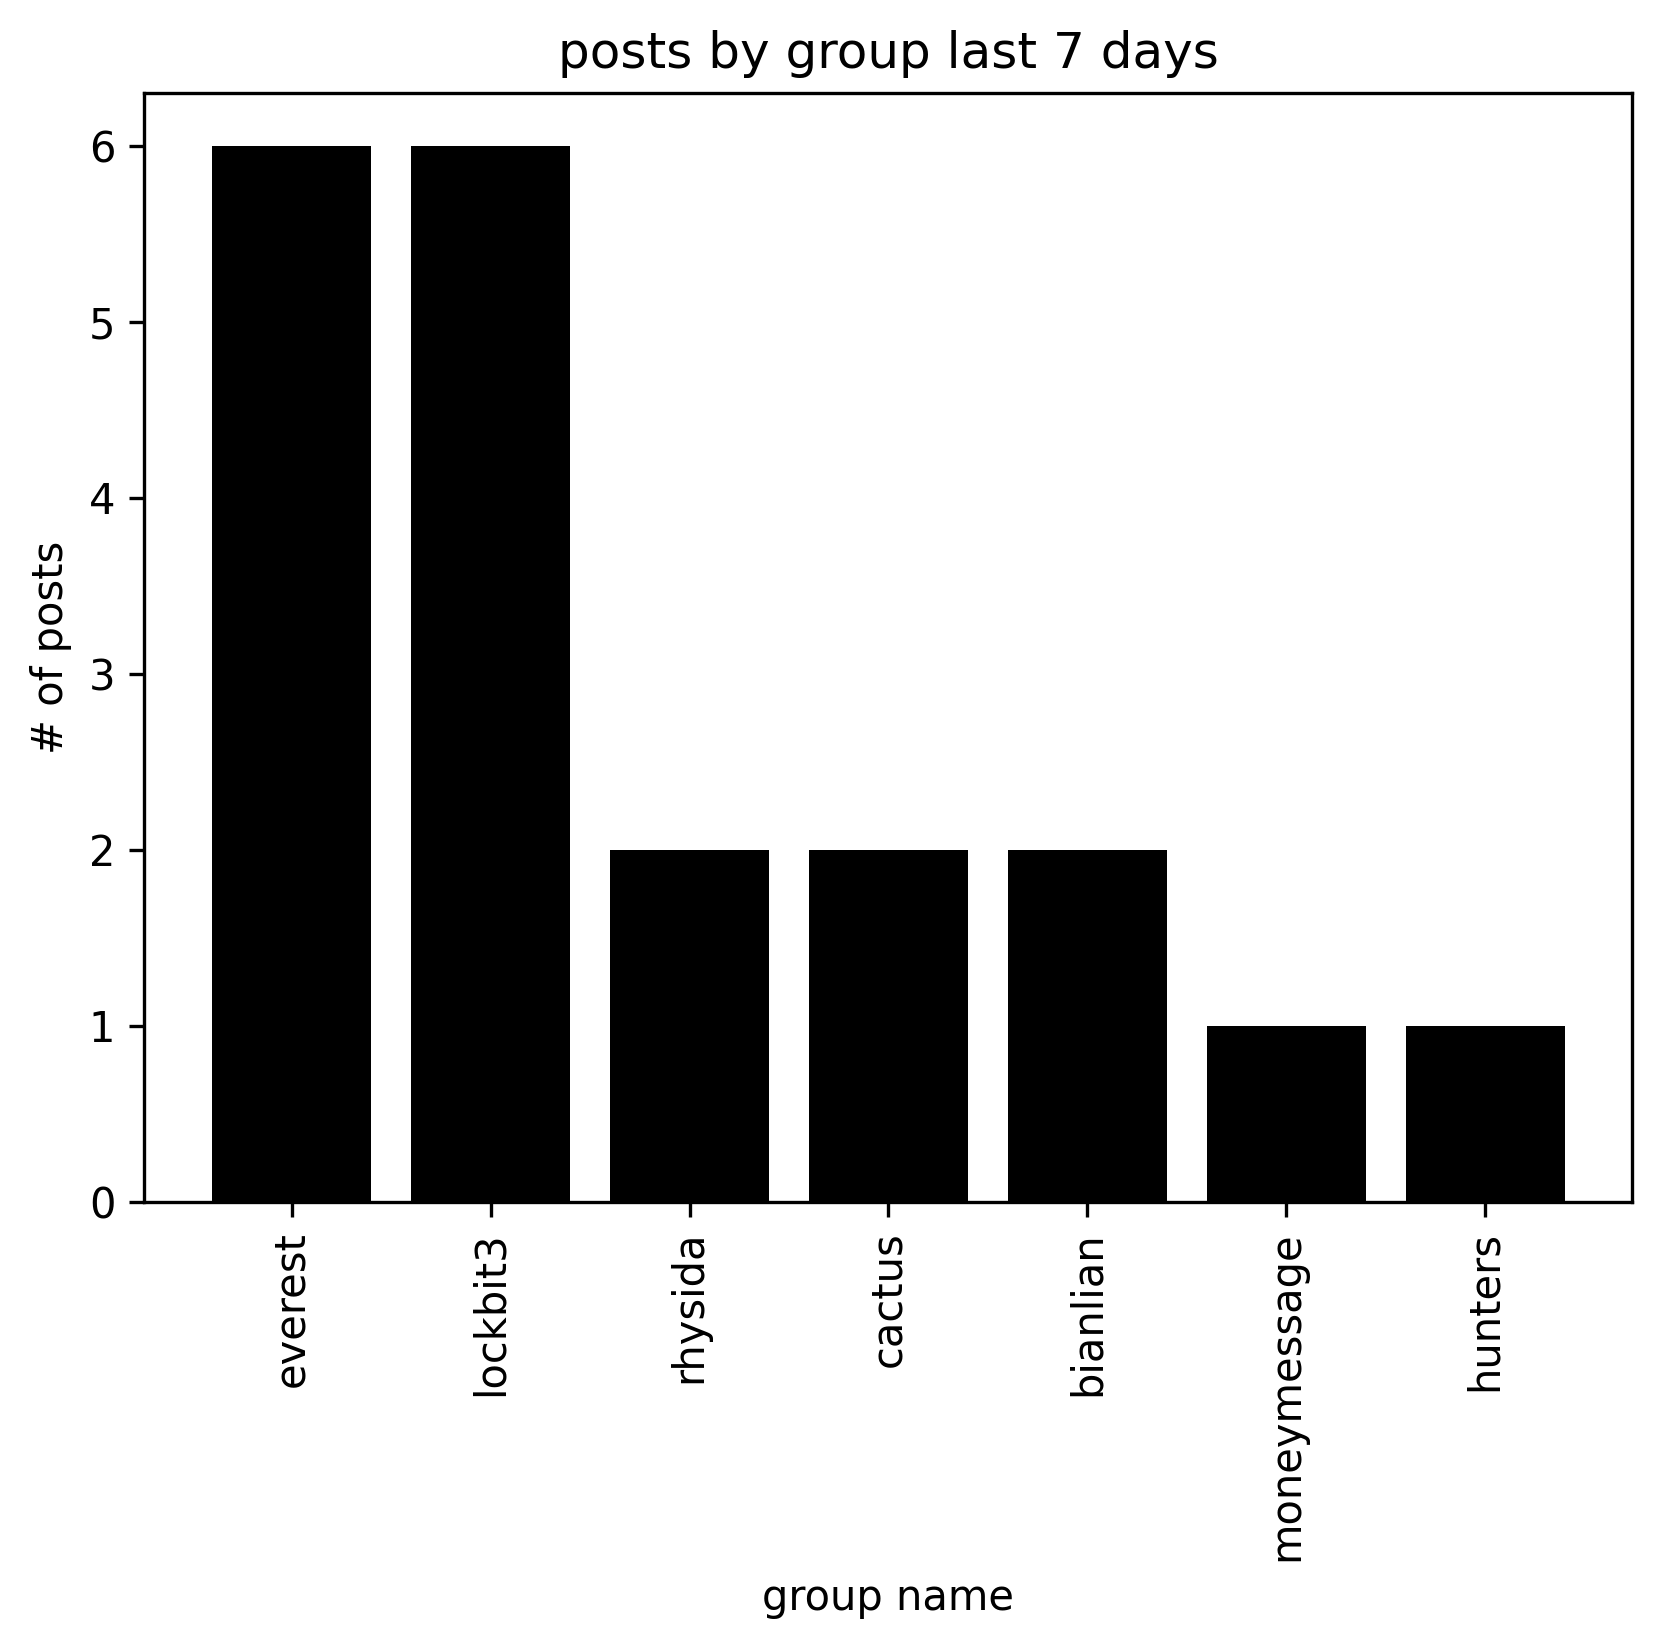 posts by group last 7 days
6
5
4
3
2
1
0
# of posts
everest
lockbit3
rhysida
cactus
bianlian
moneymessage
hunters
group name